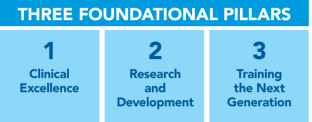 THREE FOUNDATIONAL PILLARS
1
Clinical
Excellence
2
Research
and
Development
3
Training
the Next
Generation